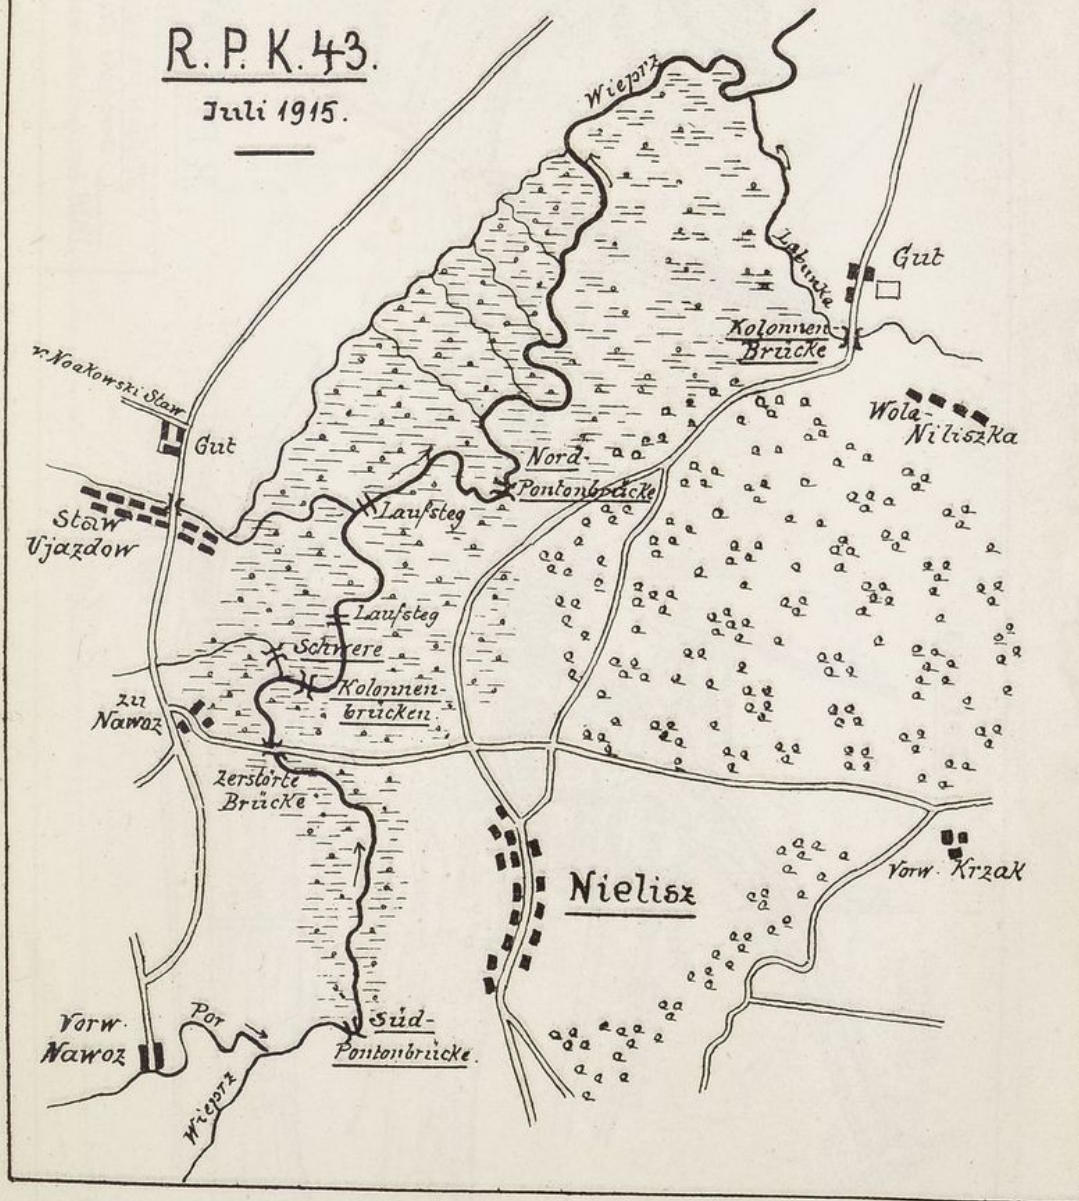 R. P. K. 43.
Juli 1915.
Wieprz
Łabunka
Gut
Kolonnen-
Brücke
Wola-
Niliszka
v. Noakowski Staw
Gut
Staw
Ujazdow
Nord-
Pontonbrücke
Laufsteg
Laufsteg
Schwere
Kolonnen-
brücken.
zu
Nawoz
Zerstörte
Brücke
Nielisz
Vorw. Krzak
Vorw.
Nawoz
Por
Wieprz
Süd-
Pontonbrücke.